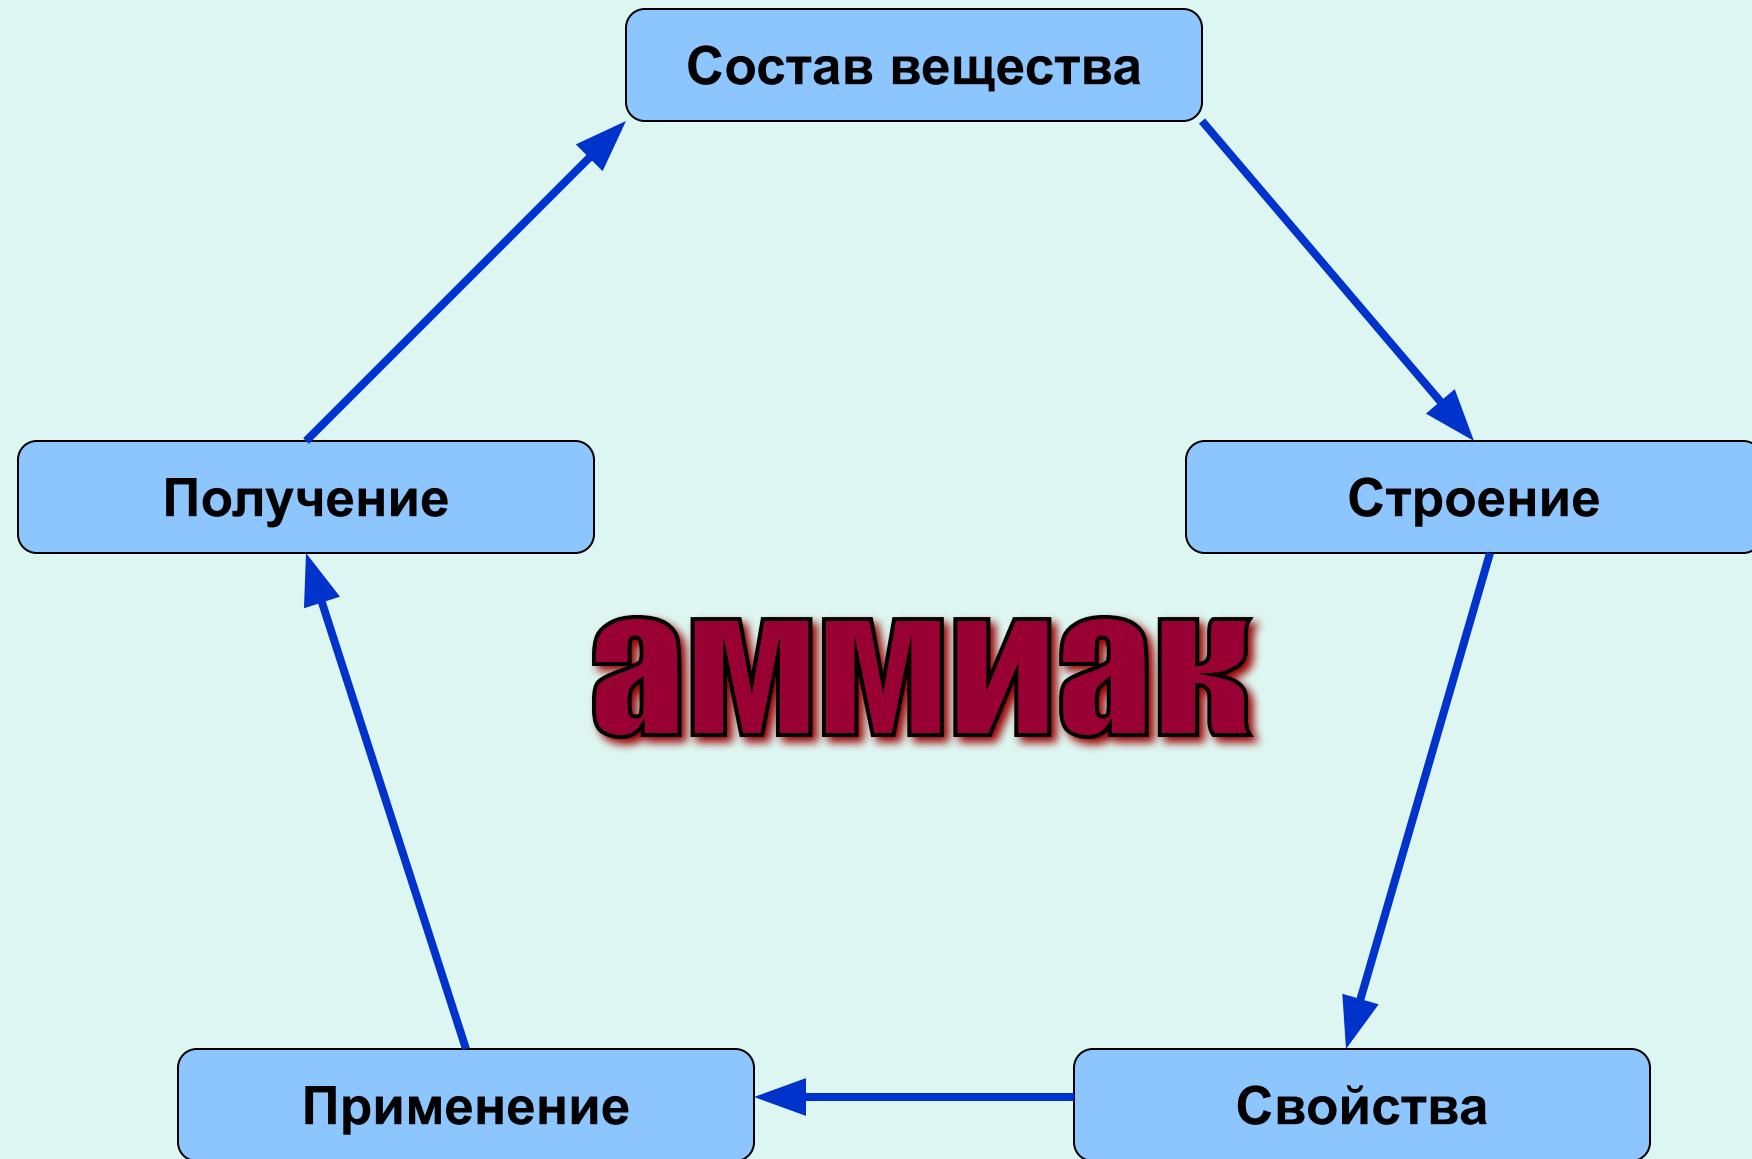 Состав вещества
Получение
Строение
аммиак
Применение
Свойства